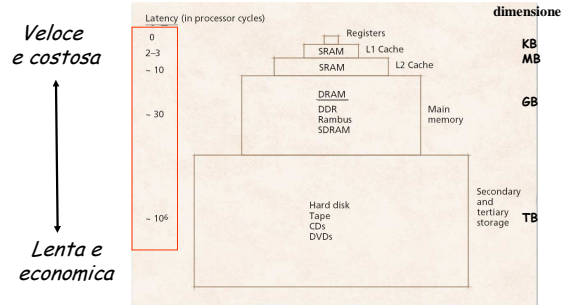 dimensione
Latency (in processor cycles)
Veloce
e costosa
0
Registers
KB
2–3
SRAM
L1 Cache
MB
~ 10
SRAM
L2 Cache
DRAM
GB
~ 30
DDR
Rambus
SDRAM
Main
memory
Secondary
and
tertiary
storage
Hard disk
Tape
CDs
DVDs
~ 10⁶
TB
Lenta e
economica